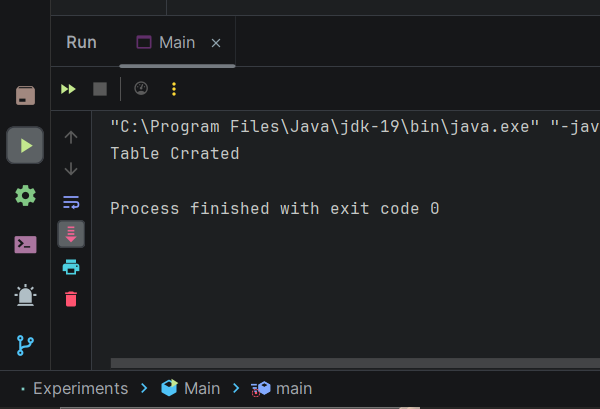 Run Main
"C:\Program Files\Java\jdk-19\bin\java.exe" "-jav
Table Crrated
Process finished with exit code 0
Experiments > Main > main